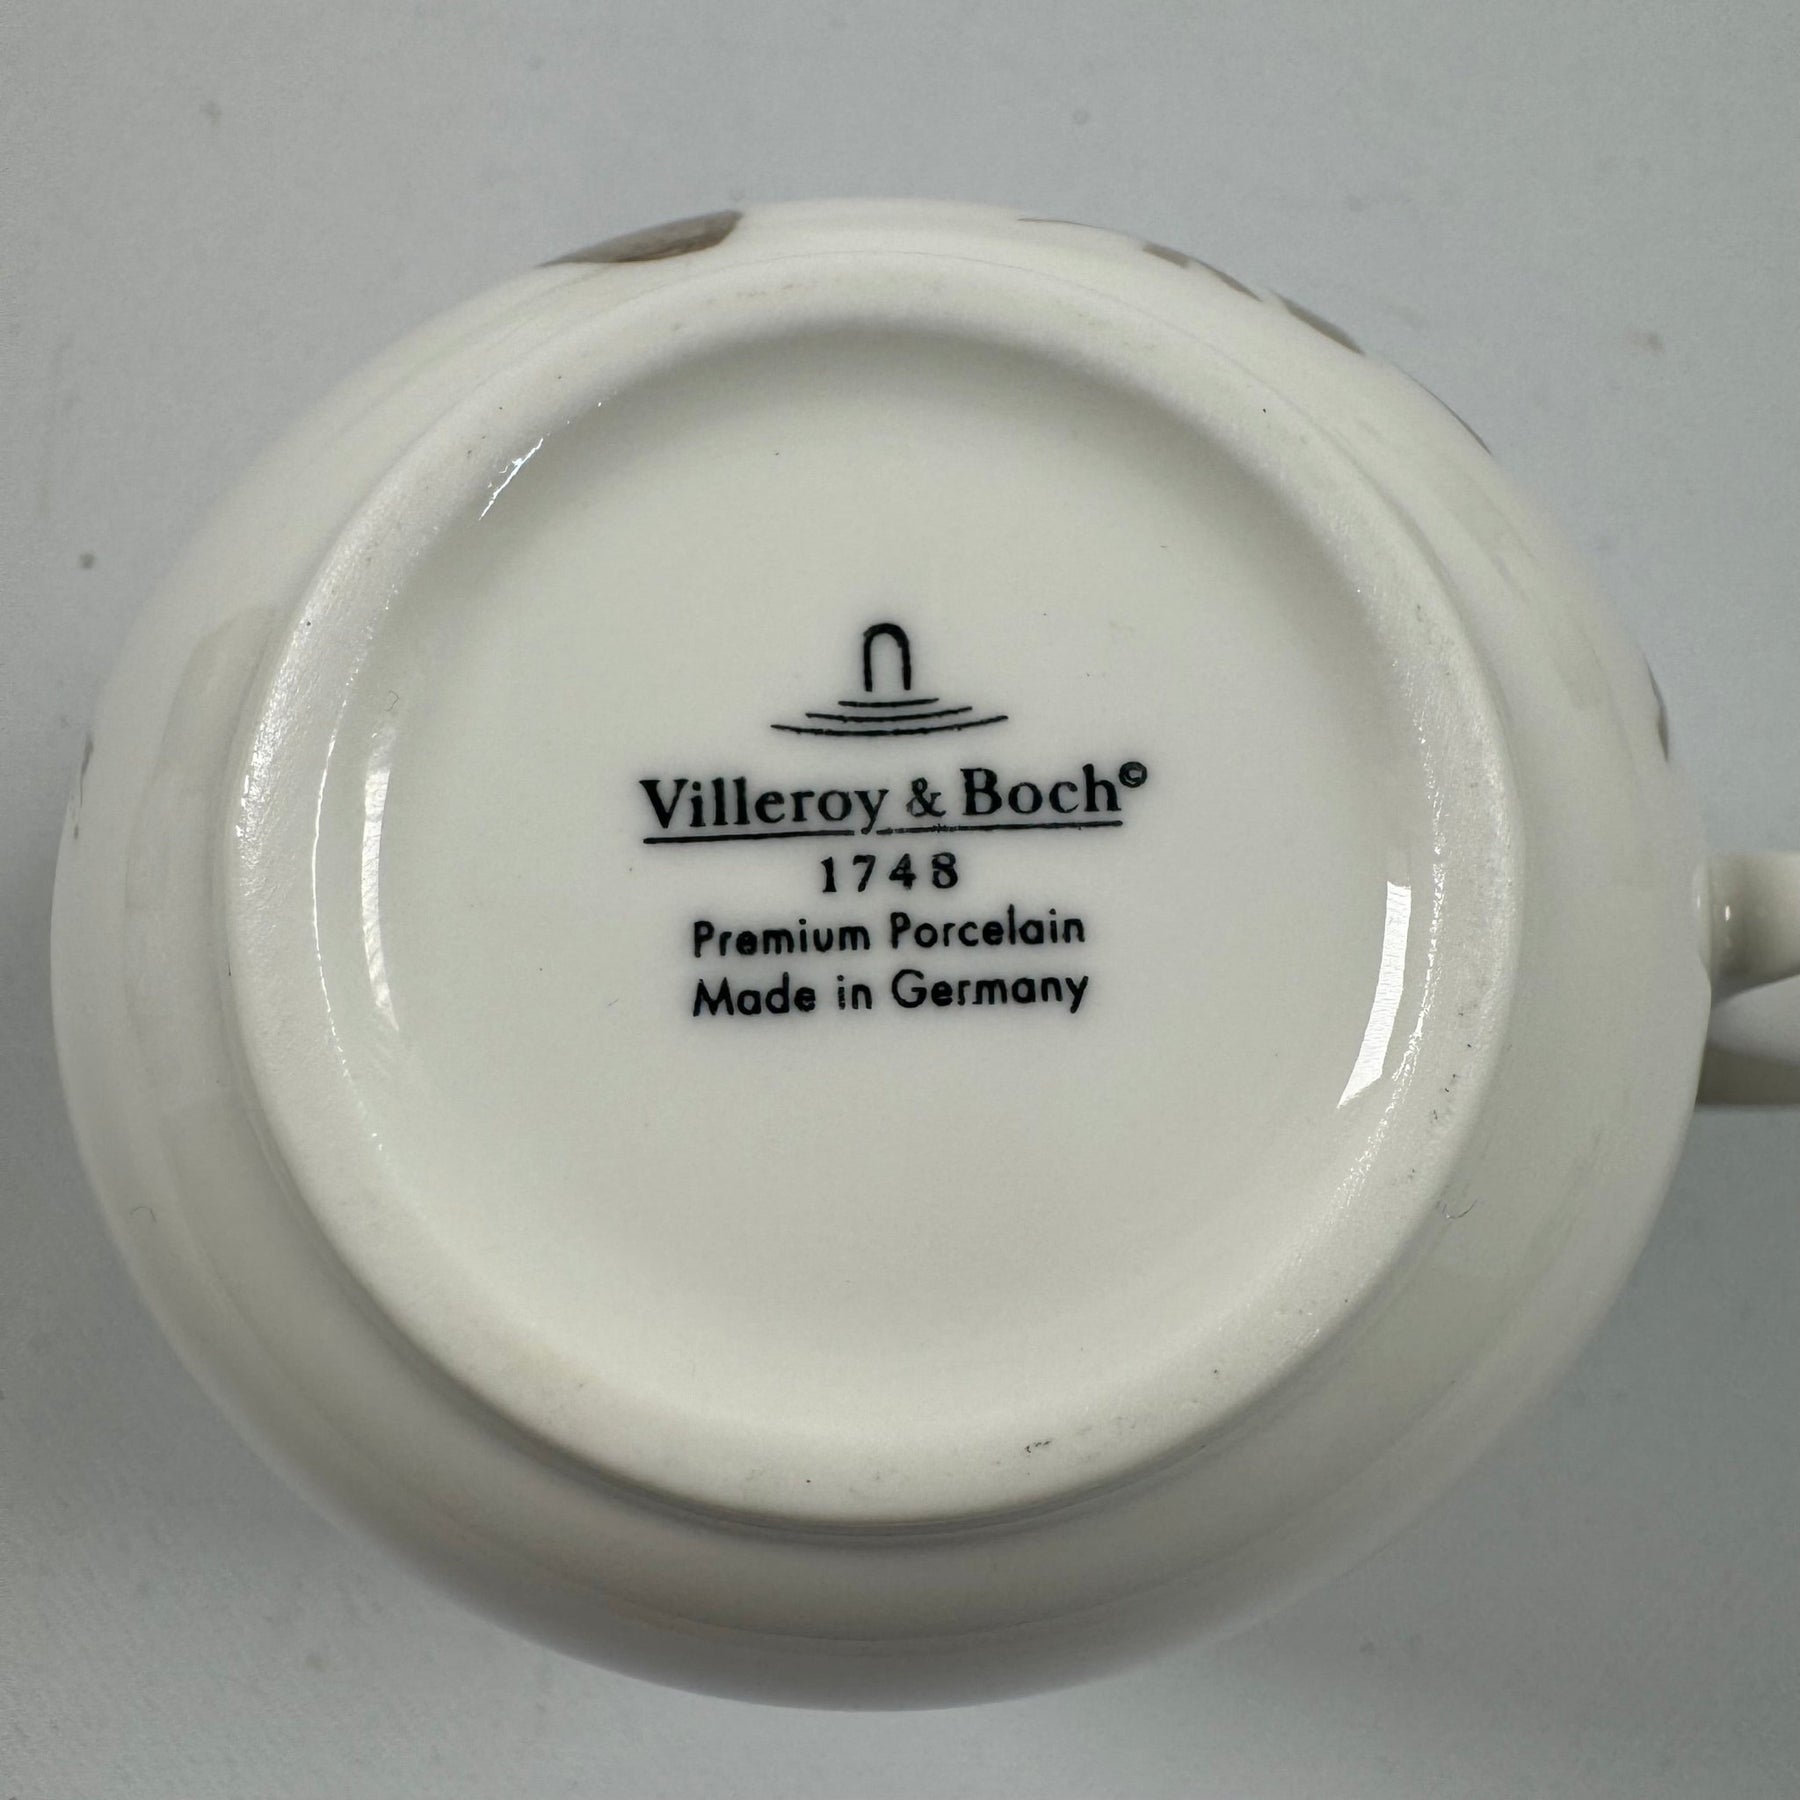 Villeroy & Boch©
1748
Premium Porcelain
Made in Germany